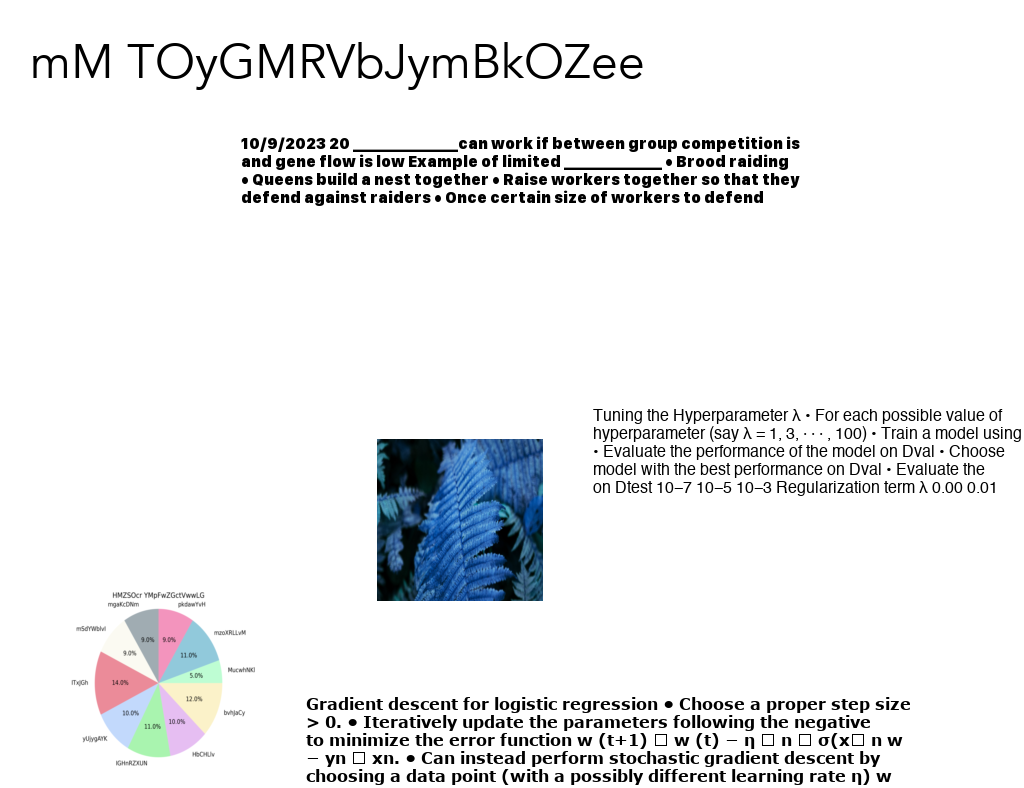 mM TOyGMRVbJymBkOZee
10/9/2023 20 ______________can work if between group competition is
and gene flow is low Example of limited _____________ • Brood raiding
• Queens build a nest together • Raise workers together so that they
defend against raiders • Once certain size of workers to defend
Tuning the Hyperparameter λ • For each possible value of
hyperparameter (say λ = 1, 3, · · · , 100) • Train a model using
• Evaluate the performance of the model on Dval • Choose
model with the best performance on Dval • Evaluate the
on Dtest 10−7 10−5 10−3 Regularization term λ 0.00 0.01
HMZSOcr YMpFwZGctVwwLG
mgaKcDNm
pkdawYvH
mSdYWblvI
mzoXRLLvM
9.0%
9.0%
9.0%
11.0%
MucwhNKl
5.0%
lTxjGh
14.0%
12.0%
10.0%
10.0%
bvhJaCy
11.0%
yUjygAYK
HbCHLlv
IGHnRZXUN
Gradient descent for logistic regression • Choose a proper step size
> 0. • Iteratively update the parameters following the negative
to minimize the error function w (t+1) □ w (t) − η □ n □ σ(x□ n w
− yn □ xn. • Can instead perform stochastic gradient descent by
choosing a data point (with a possibly different learning rate η) w